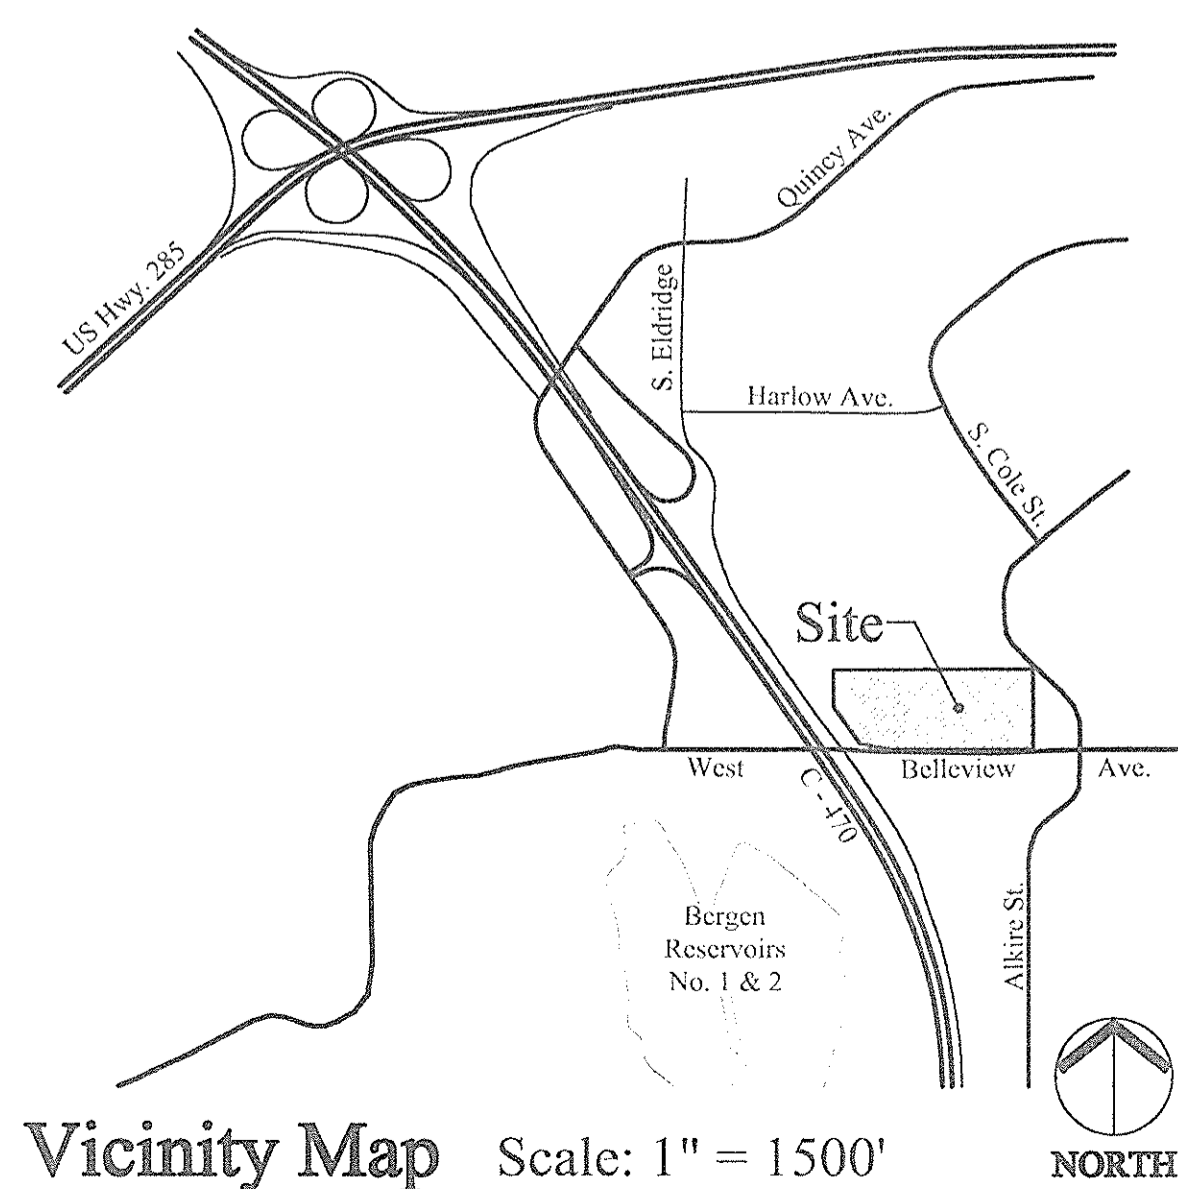 Quincy Ave.
US Hwy. 285
S. Eldridge
Harlow Ave.
S. Cole St.
Site
West Belleview Ave.
C - 470
Bergen
Reservoirs
No. 1 & 2
Alkire St.
Vicinity Map Scale: 1" = 1500'
NORTH